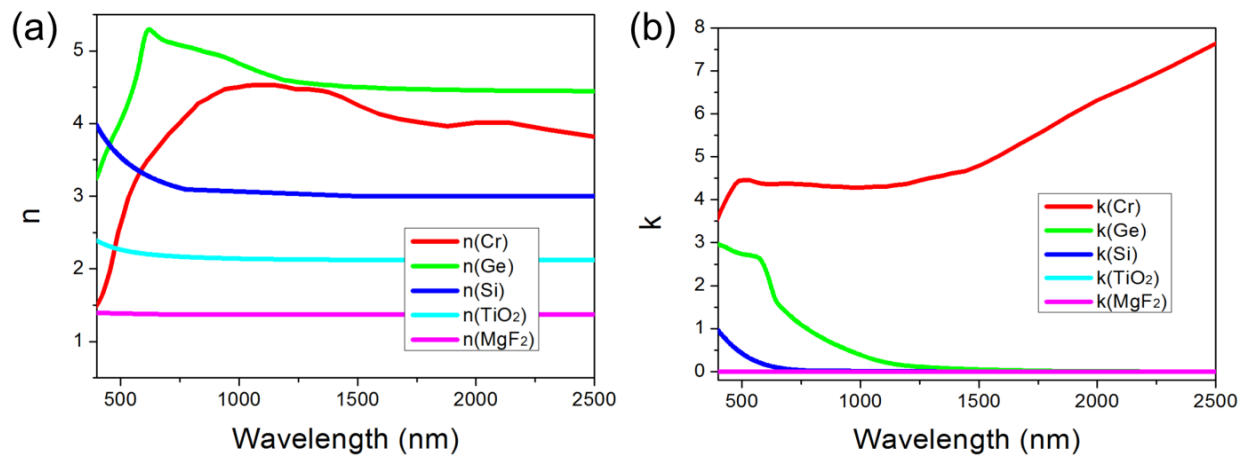 (a)
5
4
3
2
1
n
500 1000 1500 2000 2500
Wavelength (nm)
n(Cr)
n(Ge)
n(Si)
n(TiO₂)
n(MgF₂)
(b)
8
7
6
5
4
3
2
1
0
k
500 1000 1500 2000 2500
Wavelength (nm)
k(Cr)
k(Ge)
k(Si)
k(TiO₂)
k(MgF₂)